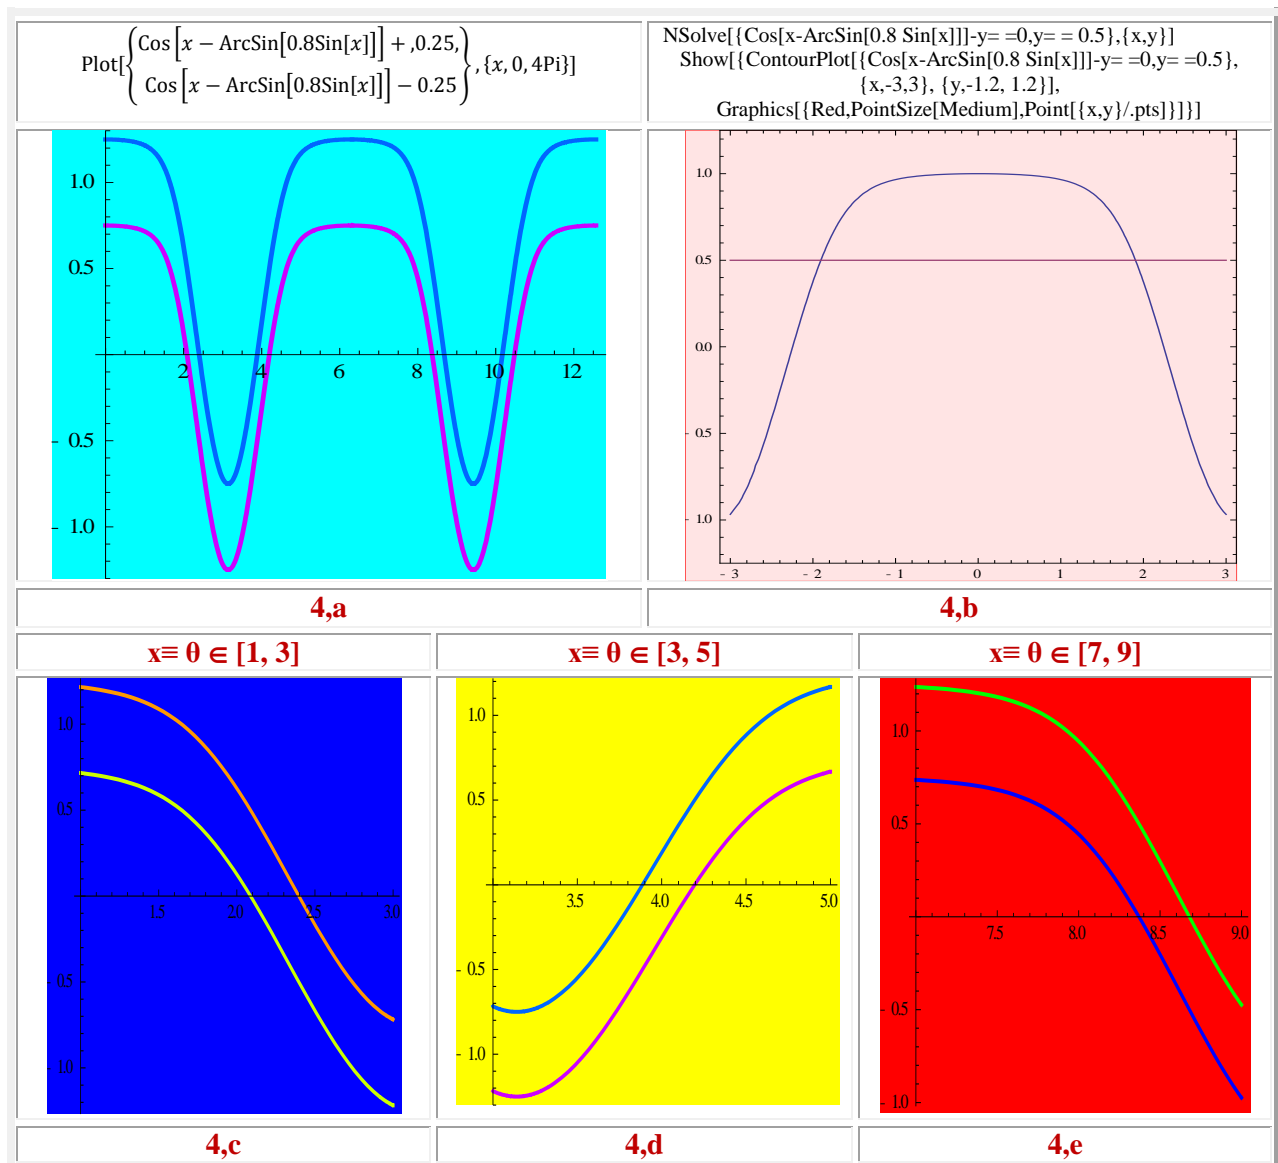 Cos[x − ArcSin[0.8Sin[x]]] + ,0.25,
Plot[{ },{x, 0, 4Pi}]
Cos[x − ArcSin[0.8Sin[x]]] − 0.25
NSolve[{Cos[x-ArcSin[0.8 Sin[x]]]-y= =0,y= = 0.5},{x,y}]
Show[{ContourPlot[{Cos[x-ArcSin[0.8 Sin[x]]]-y= =0,y= =0.5},
{x,-3,3}, {y,-1.2, 1.2}],
Graphics[{Red,PointSize[Medium],Point[{x,y}/.pts]}]}]
1.0
0.5
2 4 6 8 10 12
- 0.5
- 1.0
1.0
0.5
0.0
0.5
- 1.0
- 3 - 2 - 1 0 1 2 3
4,a
4,b
x≡ θ ∈ [1, 3]
x≡ θ ∈ [3, 5]
x≡ θ ∈ [7, 9]
1.0
0.5
1.5 2.0 2.5 3.0
- 0.5
- 1.0
1.0
0.5
3.5 4.0 4.5 5.0
- 0.5
- 1.0
1.0
0.5
7.5 8.0 8.5 9.0
- 0.5
- 1.0
4,c
4,d
4,e